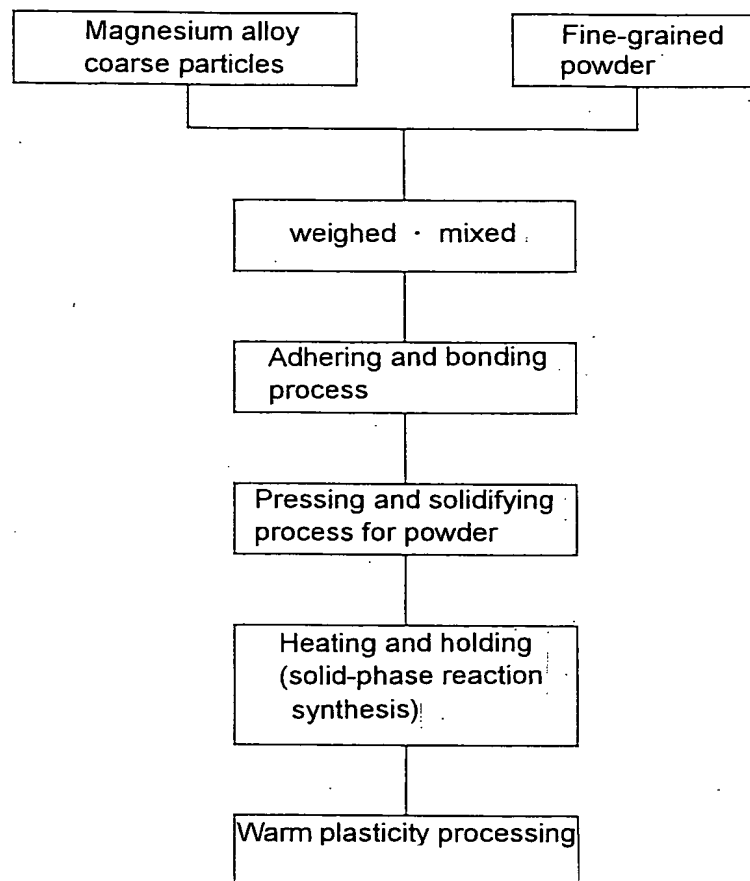 Magnesium alloy
coarse particles
Fine-grained
powder
weighed · mixed
Adhering and bonding
process
Pressing and solidifying
process for powder
Heating and holding
(solid-phase reaction
synthesis)
Warm plasticity processing